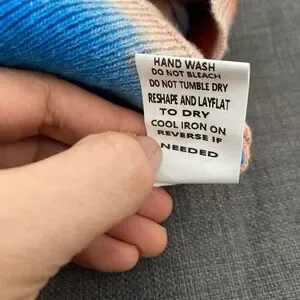 HAND WASH
DO NOT BLEACH
DO NOT TUMBLE DRY
RESHAPE AND LAYFLAT
TO DRY
COOL IRON ON
REVERSE IF
NEEDED